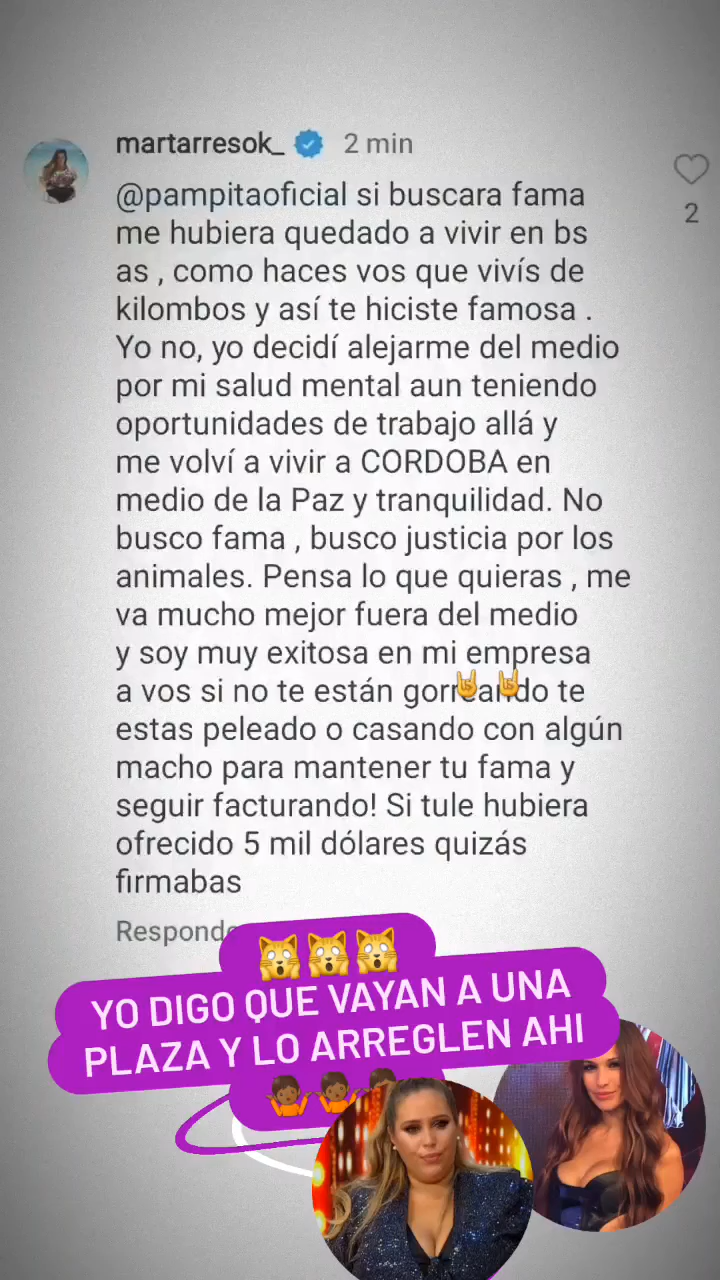 martarresok_ 2 min
@pampitaoficial si buscara fama
2
me hubiera quedado a vivir en bs
as , como haces vos que vivís de
kilombos y así te hiciste famosa .
Yo no, yo decidí alejarme del medio
por mi salud mental aun teniendo
oportunidades de trabajo allá y
me volví a vivir a CORDOBA en
medio de la Paz y tranquilidad. No
busco fama , busco justicia por los
animales. Pensa lo que quieras , me
va mucho mejor fuera del medio
y soy muy exitosa en mi empresa
a vos si no te están gorreando te
estas peleado o casando con algún
macho para mantener tu fama y
seguir facturando! Si tule hubiera
ofrecido 5 mil dólares quizás
firmabas
Responde
🙀🙀🙀
YO DIGO QUE VAYAN A UNA
PLAZA Y LO ARREGLEN AHI